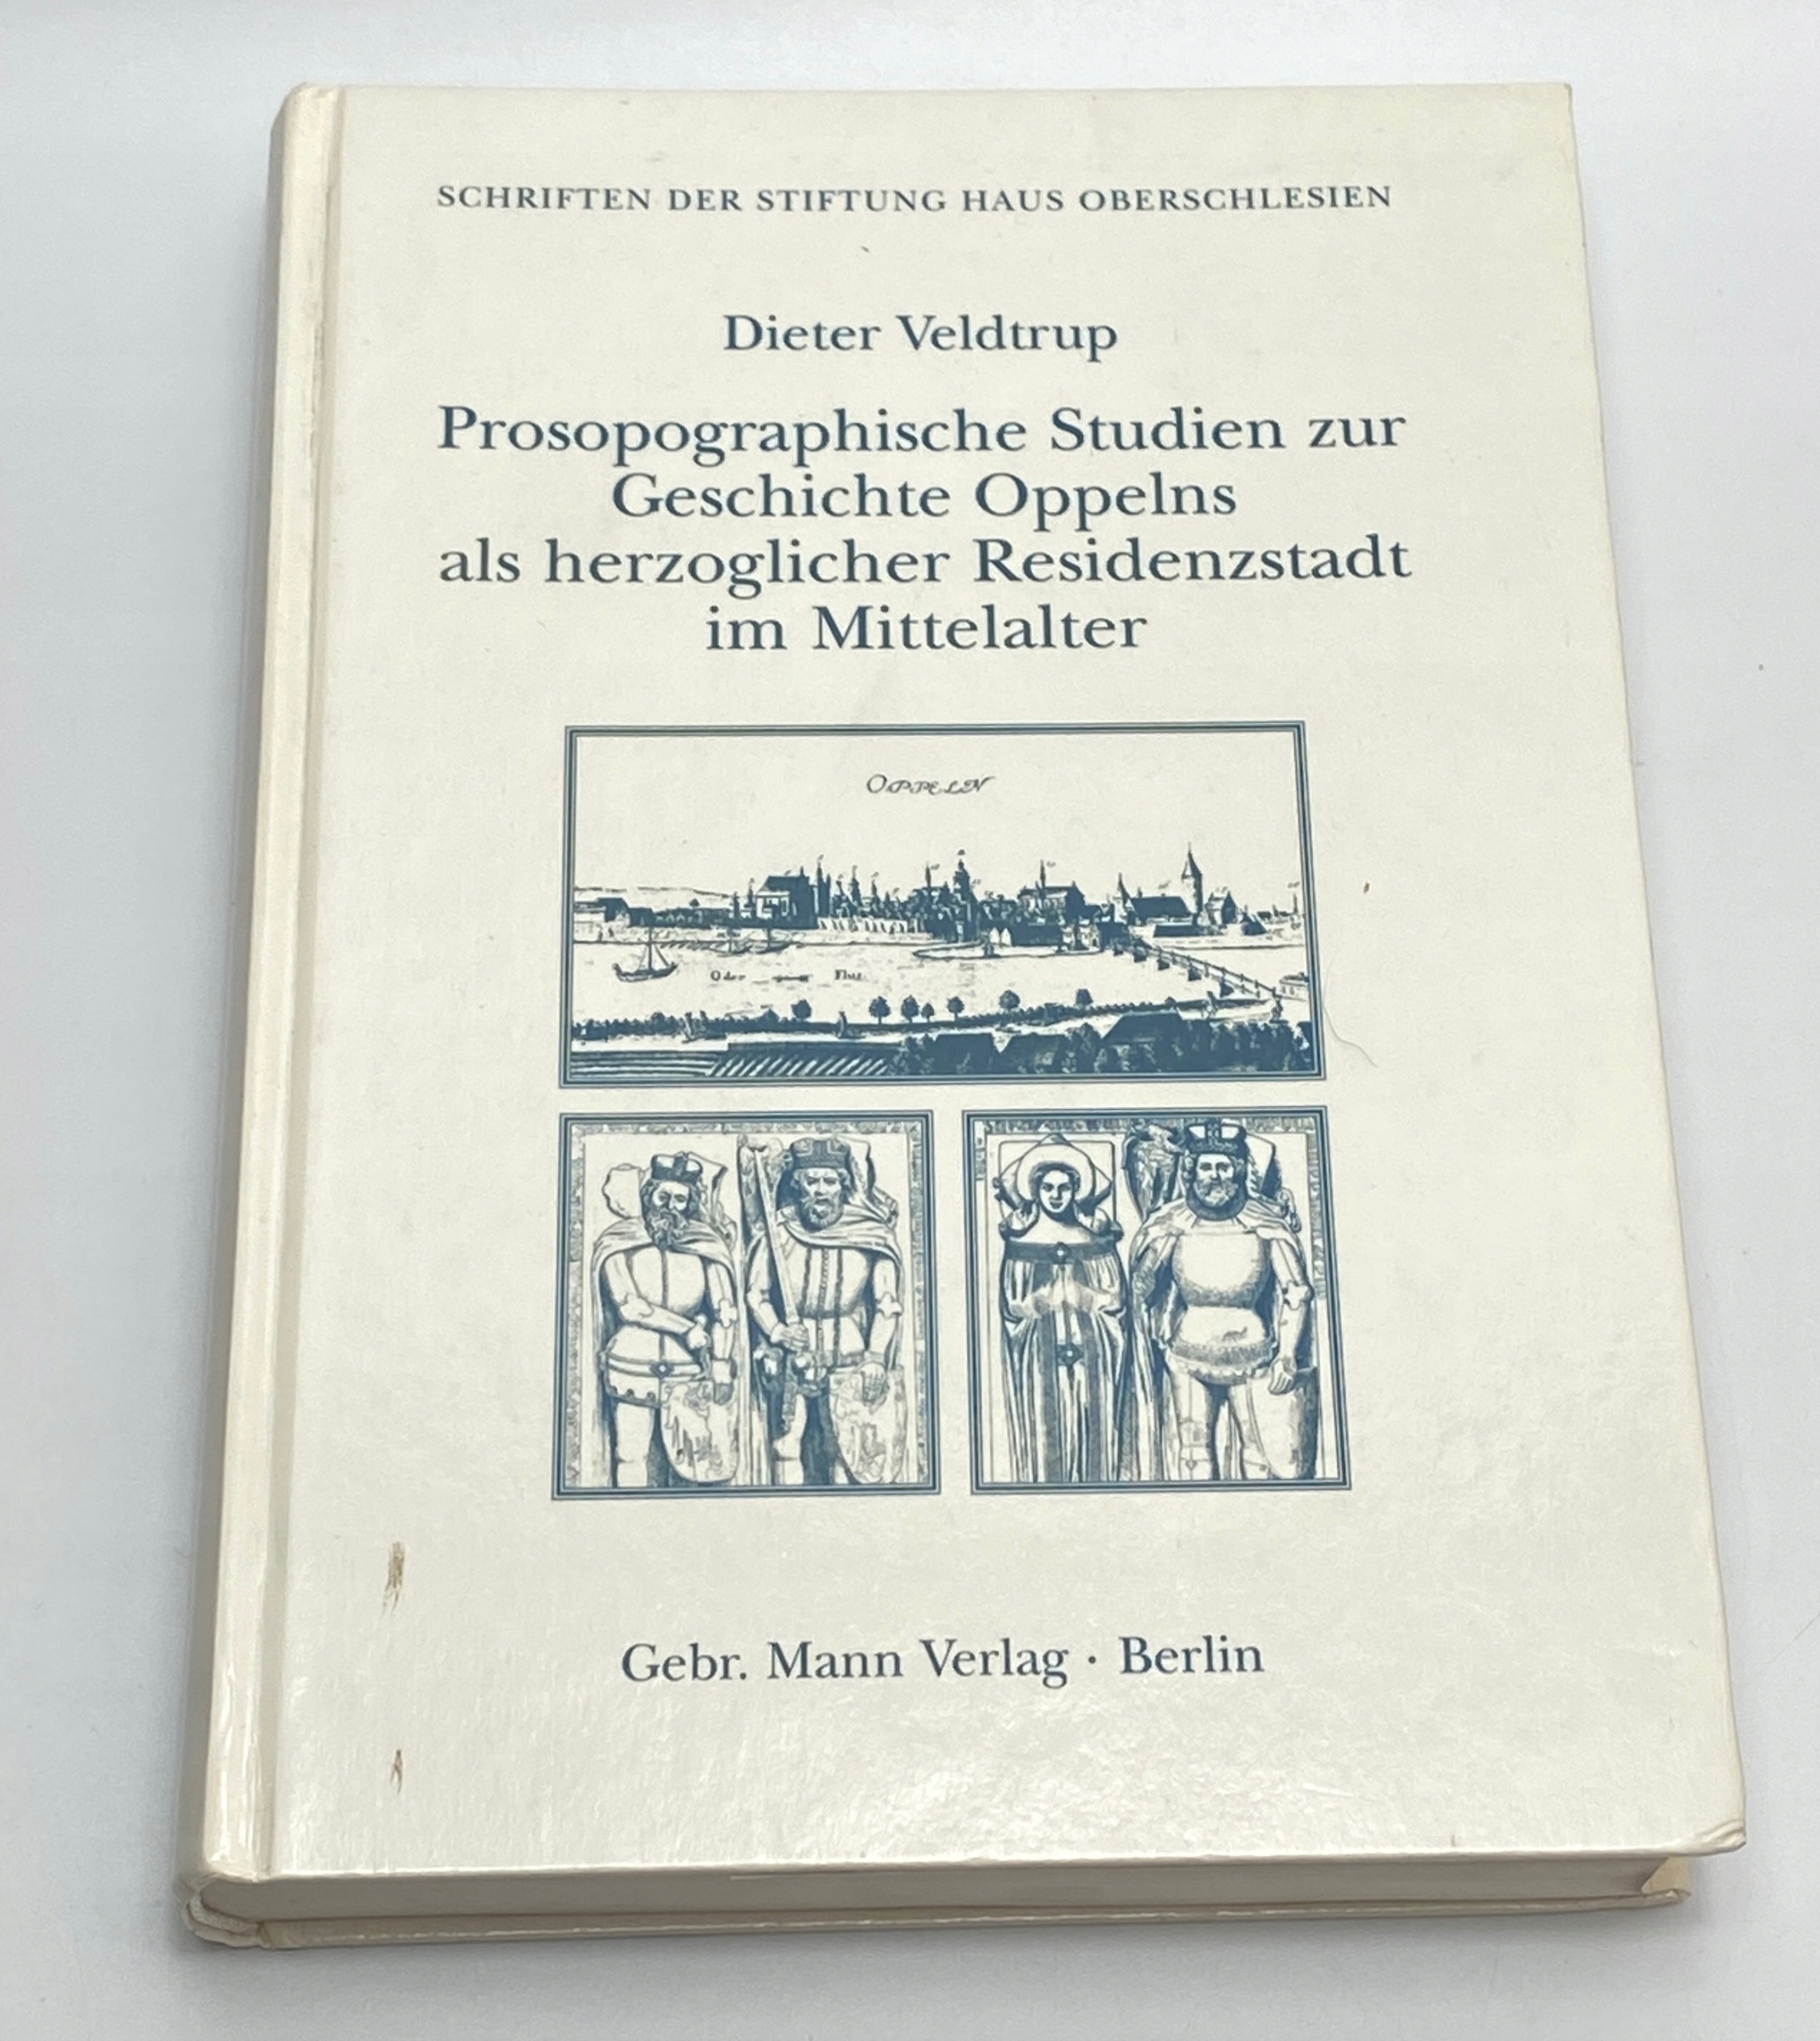 SCHRIFTEN DER STIFTUNG HAUS OBERSCHLESIEN
Dieter Veldtrup
Prosopographische Studien zur
Geschichte Oppelns
als herzoglicher Residenzstadt
im Mittelalter
OPPELN
Oder Flus
Gebr. Mann Verlag · Berlin